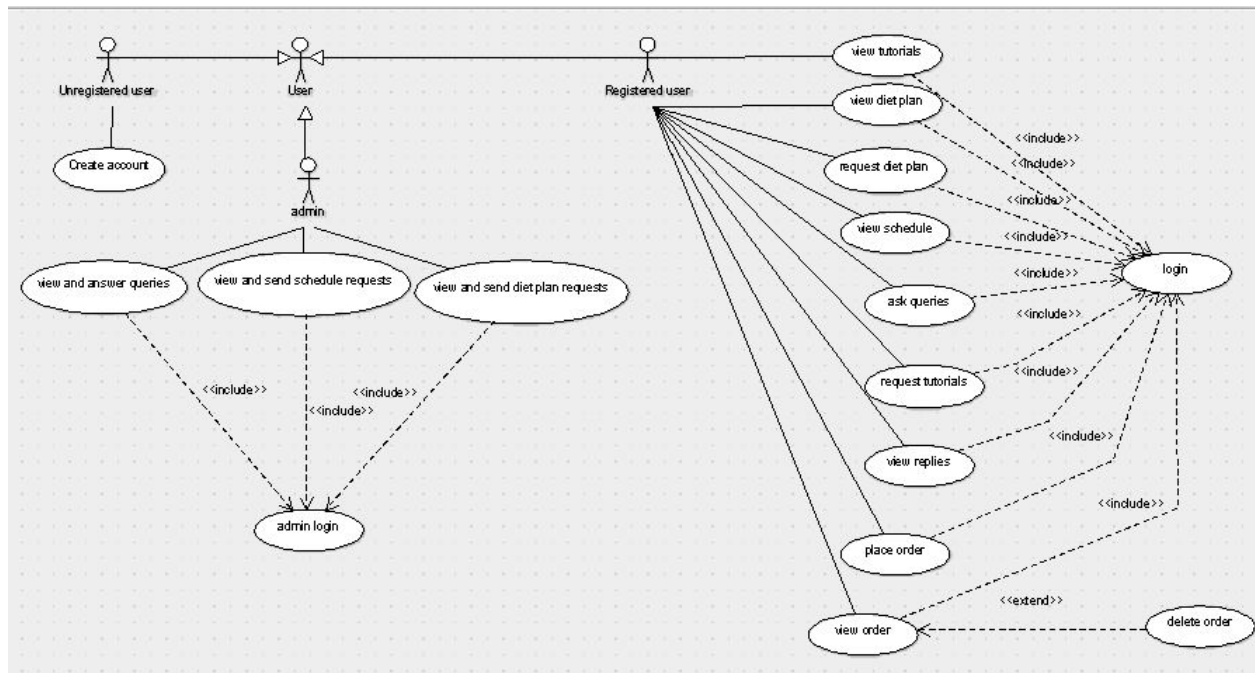 view tutorials
Unregistered user
User
Registered user
view diet plan
<<include>>
Create account
<<include>>
request diet plan
<<include>>
admin
view schedule
<<include>>
view and answer queries
view and send schedule requests
view and send diet plan requests
<<include>>
login
ask queries
<<include>>
request tutorials
<<include>>
<<include>>
<<include>>
<<include>>
<<include>>
view replies
<<include>>
admin login
place order
<<extend>>
view order
delete order